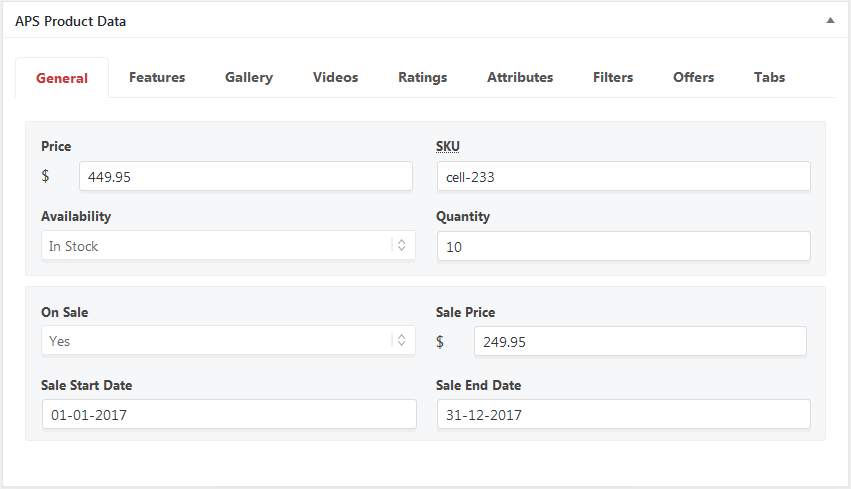 APS Product Data
General Features Gallery Videos Ratings Attributes Filters Offers Tabs
Price SKU
$ 449.95 cell-233
Availability Quantity
In Stock 10
On Sale Sale Price
Yes $ 249.95
Sale Start Date Sale End Date
01-01-2017 31-12-2017